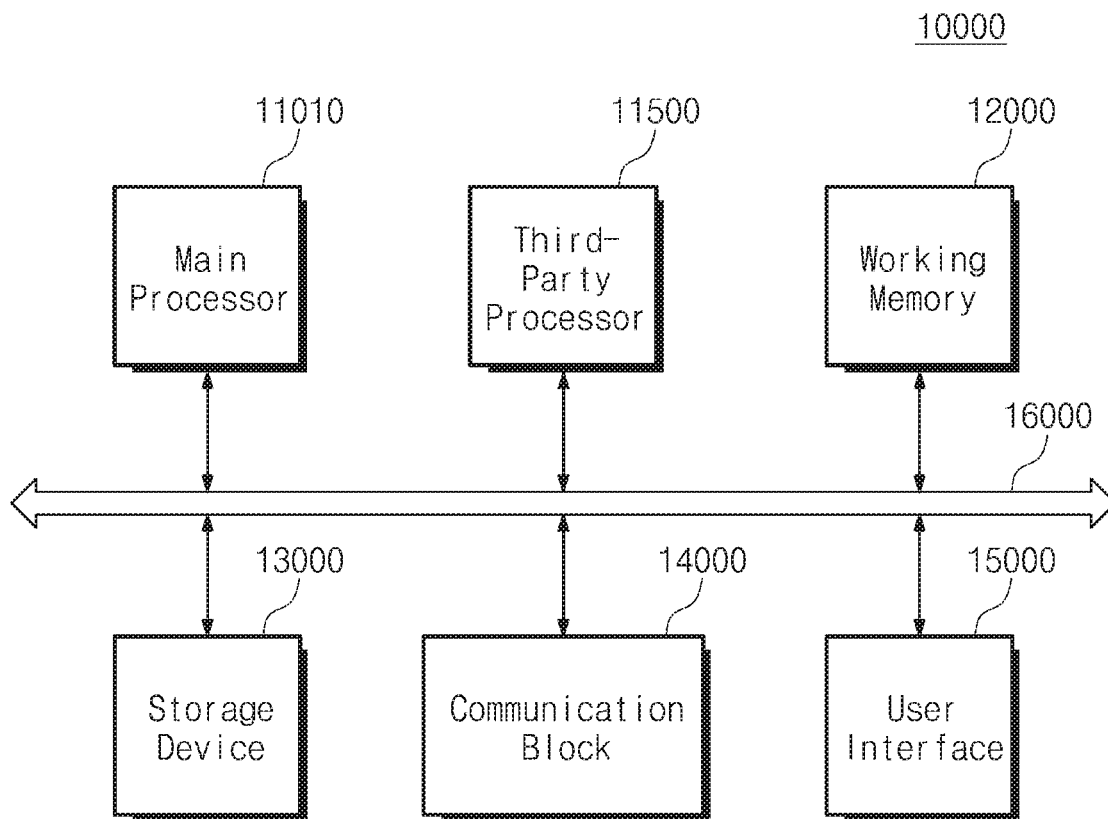 10000
11010
11500
12000
Main
Processor
Third-
Party
Processor
Working
Memory
16000
13000
14000
15000
Storage
Device
Communication
Block
User
Interface